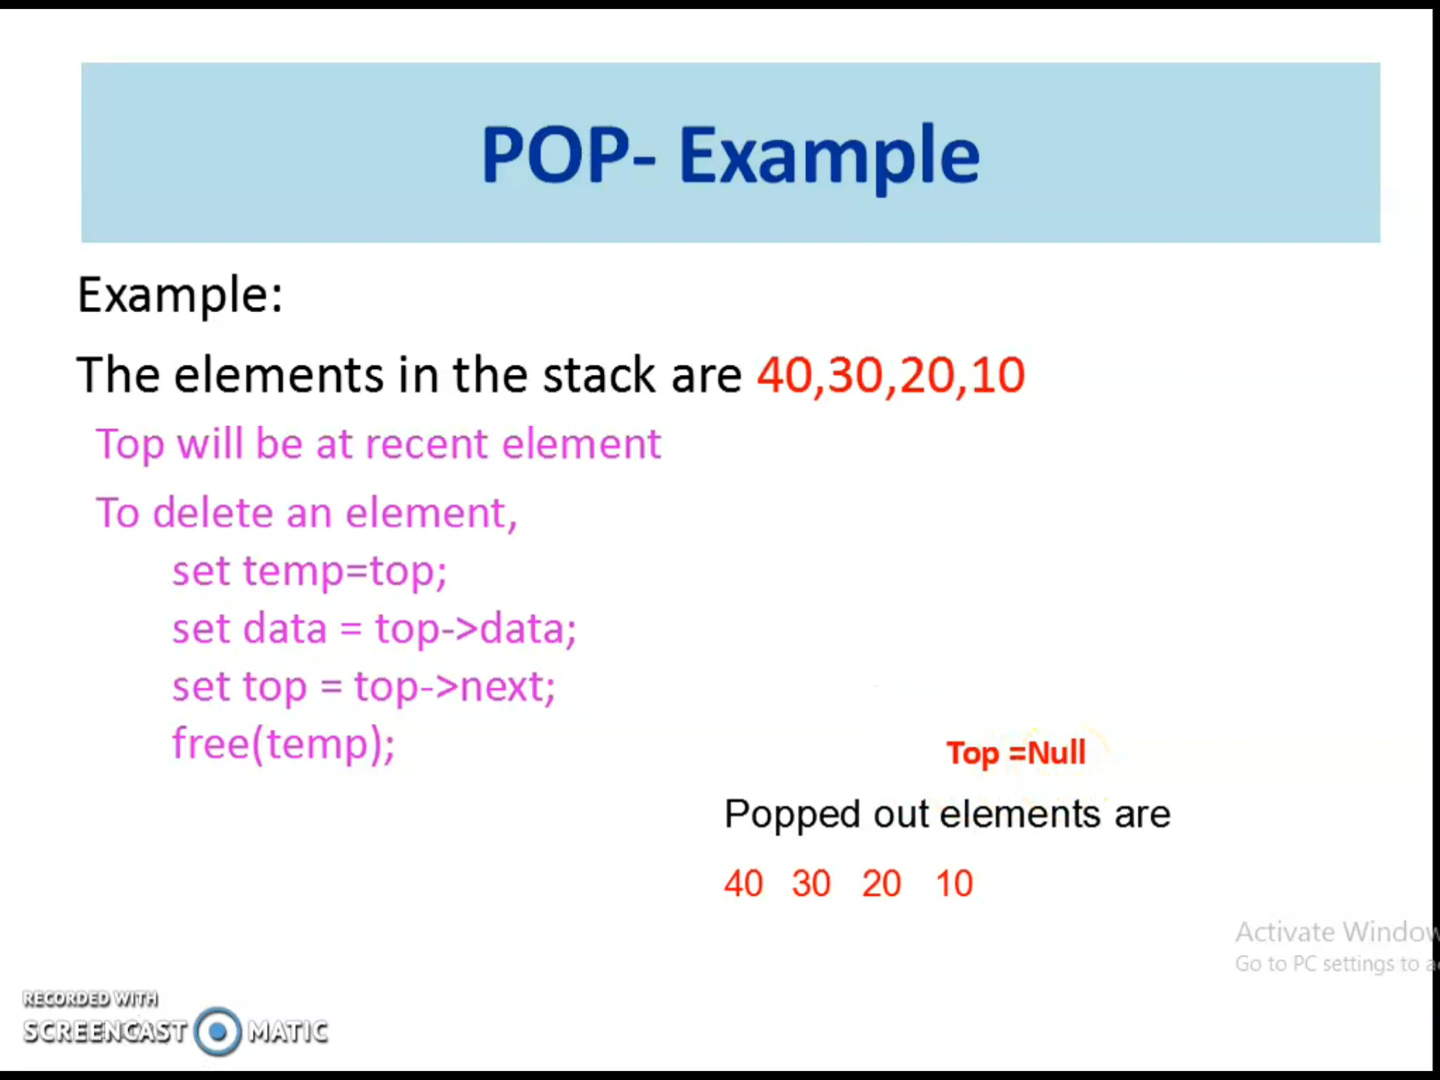 POP- Example
Example:
The elements in the stack are 40,30,20,10
Top will be at recent element
To delete an element,
set temp=top;
set data = top->data;
set top = top->next;
free(temp);
Top =Null
Popped out elements are
40 30 20 10
Activate Window
Go to PC settings to a
RECORDED WITH
SCREENCAST MATIC